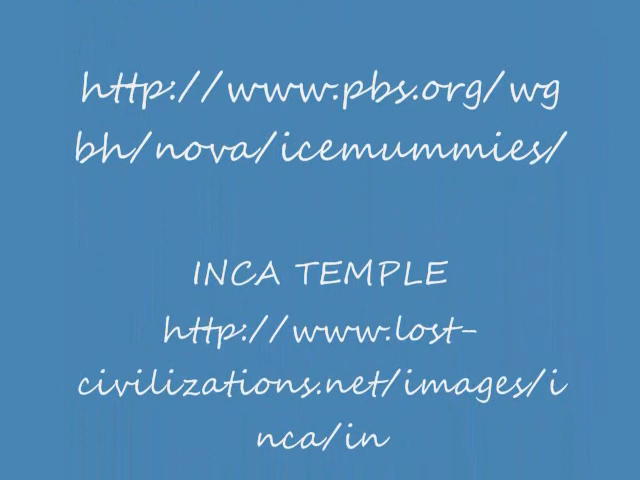 http://www.pbs.org/wg
bh/nova/icemummies/
INCA TEMPLE
http://www.lost-
civilizations.net/images/i
nca/in